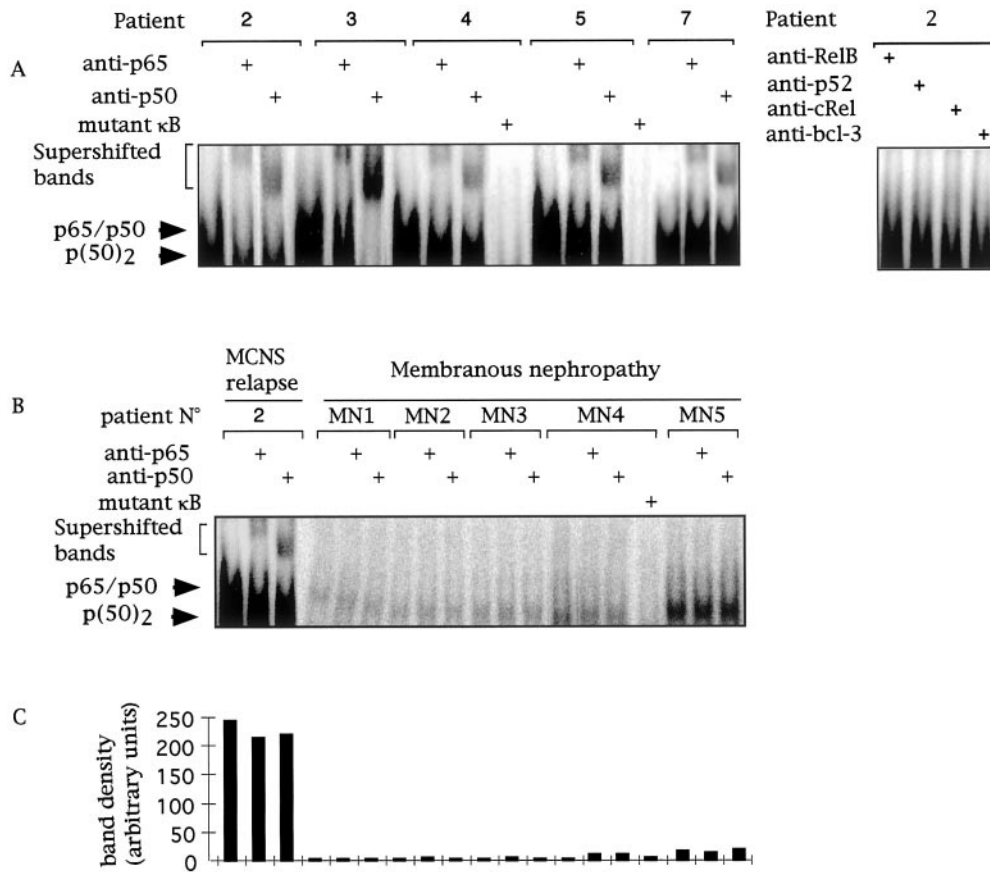 Patient 2 3 4 5 7
A anti-p65 + + + + +
anti-p50 + + + + +
mutant κB + +
Supershifted
bands
p65/p50
p(50)2
Patient 2
anti-RelB +
anti-p52 +
anti-cRel +
anti-bcl-3 +
MCNS
relapse
Membranous nephropathy
B patient N° 2 MN1 MN2 MN3 MN4 MN5
anti-p65 + + + + + +
anti-p50 + + + + + +
mutant κB +
Supershifted
bands
p65/p50
p(50)2
C
band density
(arbitrary units)
250
200
150
100
50
0